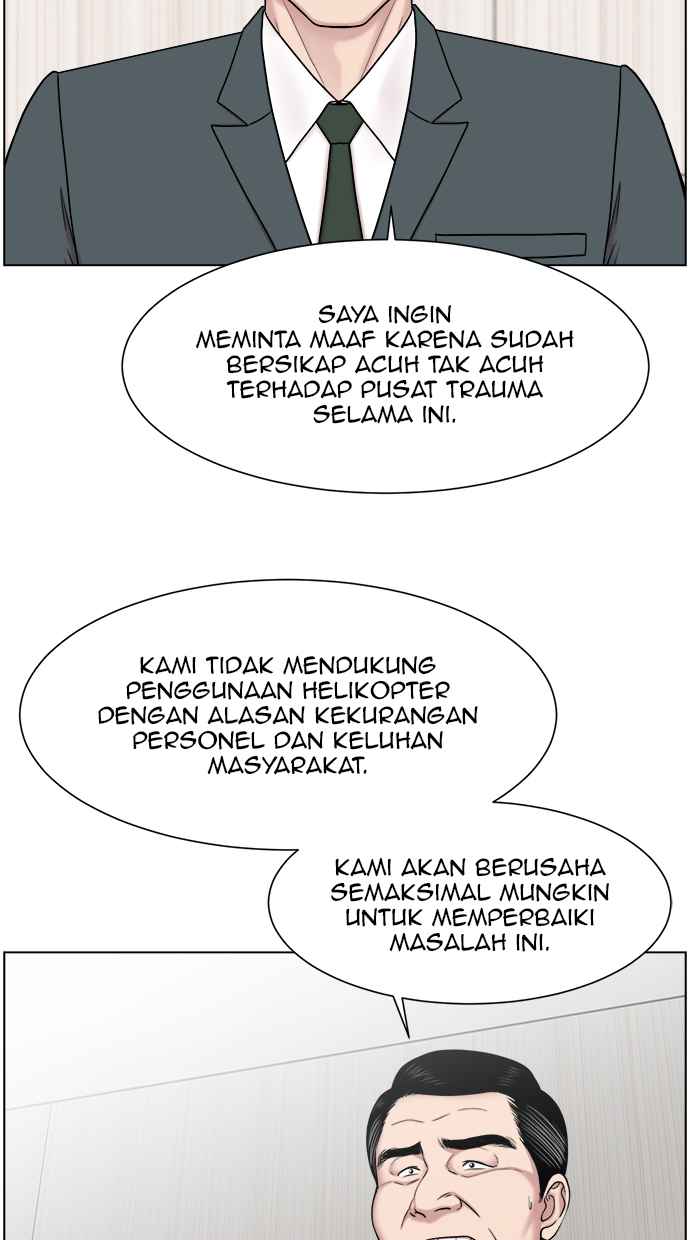 SAYA INGIN
MEMINTA MAAF KARENA SUDAH
BERSIKAP ACUH TAK ACUH
TERHADAP PUSAT TRAUMA
SELAMA INI.
KAMI TIDAK MENDUKUNG
PENGGUNAAN HELIKOPTER
DENGAN ALASAN KEKURANGAN
PERSONEL DAN KELUHAN
MASYARAKAT.
KAMI AKAN BERUSAHA
SEMAKSIMAL MUNGKIN
UNTUK MEMPERBAIKI
MASALAH INI.